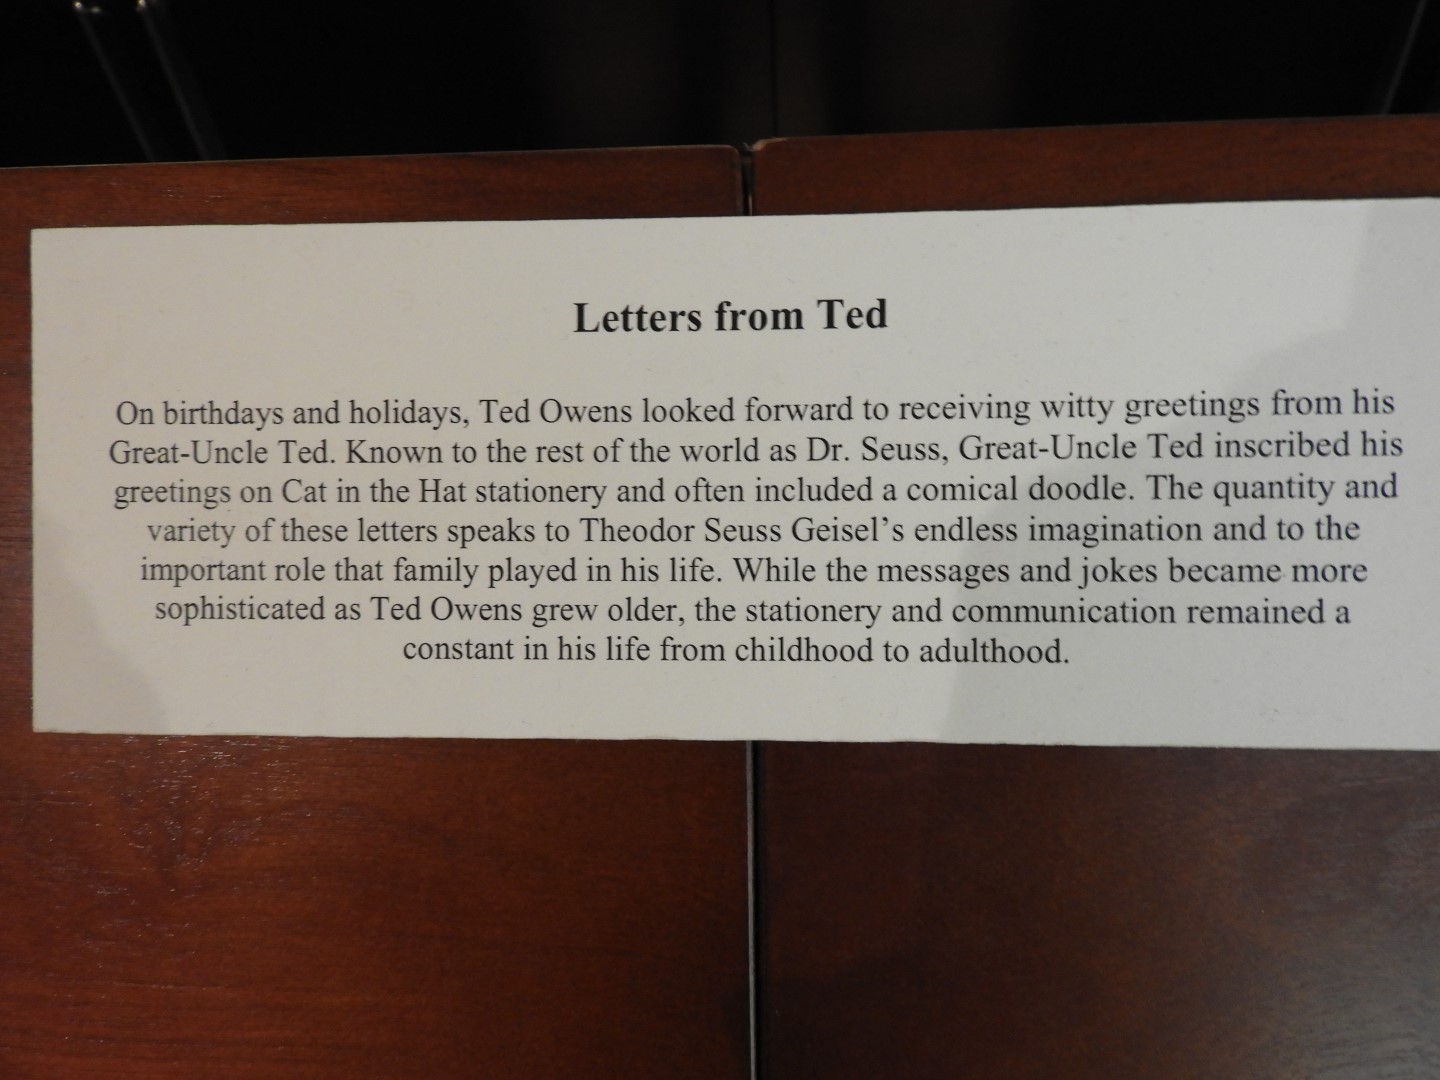 Letters from Ted
On birthdays and holidays, Ted Owens looked forward to receiving witty greetings from his
Great-Uncle Ted. Known to the rest of the world as Dr. Seuss, Great-Uncle Ted inscribed his
greetings on Cat in the Hat stationery and often included a comical doodle. The quantity and
variety of these letters speaks to Theodor Seuss Geisel’s endless imagination and to the
important role that family played in his life. While the messages and jokes became more
sophisticated as Ted Owens grew older, the stationery and communication remained a
constant in his life from childhood to adulthood.